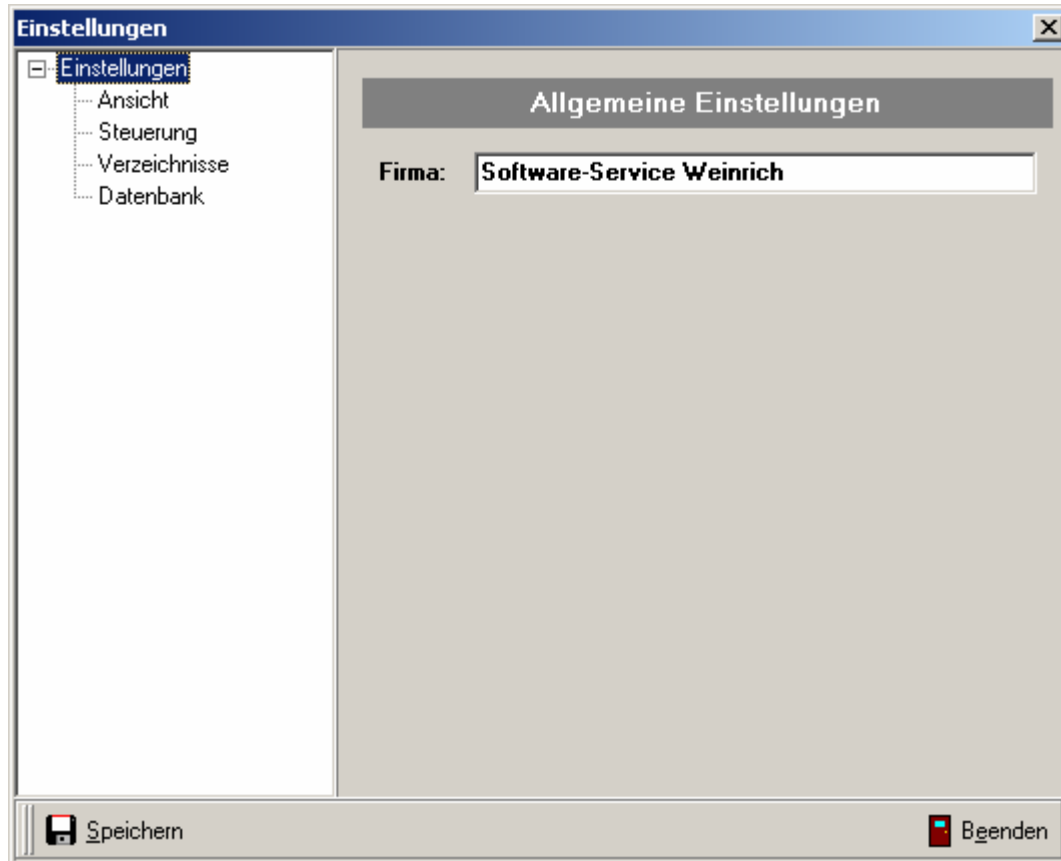 Einstellungen
Einstellungen
Ansicht
Steuerung
Verzeichnisse
Datenbank
Allgemeine Einstellungen
Firma: Software-Service Weinrich
Speichern
Beenden